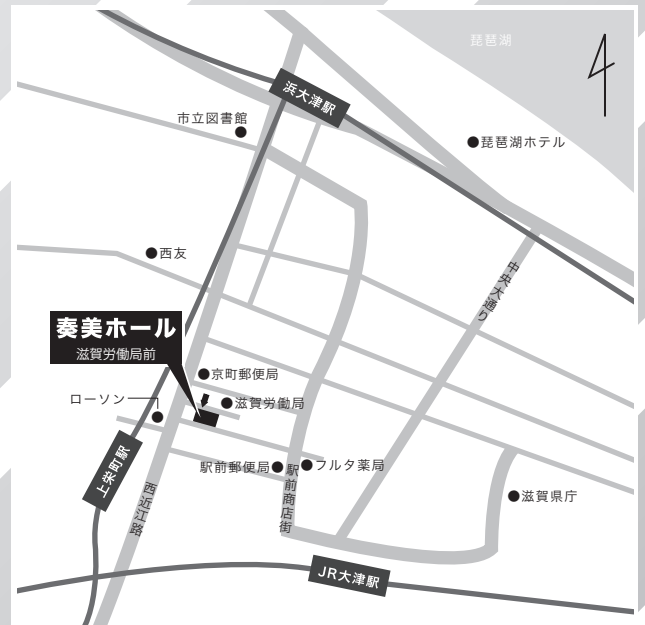 琵琶湖
浜大津駅
市立図書館
琵琶湖ホテル
西友
中央大通り
奏美ホール
滋賀労働局前
京町郵便局
ローソン
滋賀労働局
上栄町駅
駅前郵便局
フルタ薬局
駅前商店街
西近江路
滋賀県庁
JR大津駅